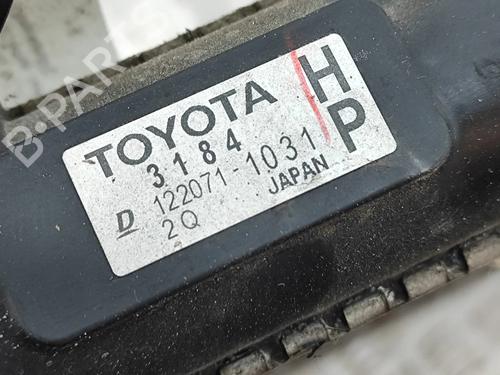 TOYOTA H
3184 P
D 122071-1031
2Q JAPAN
B-PARTS